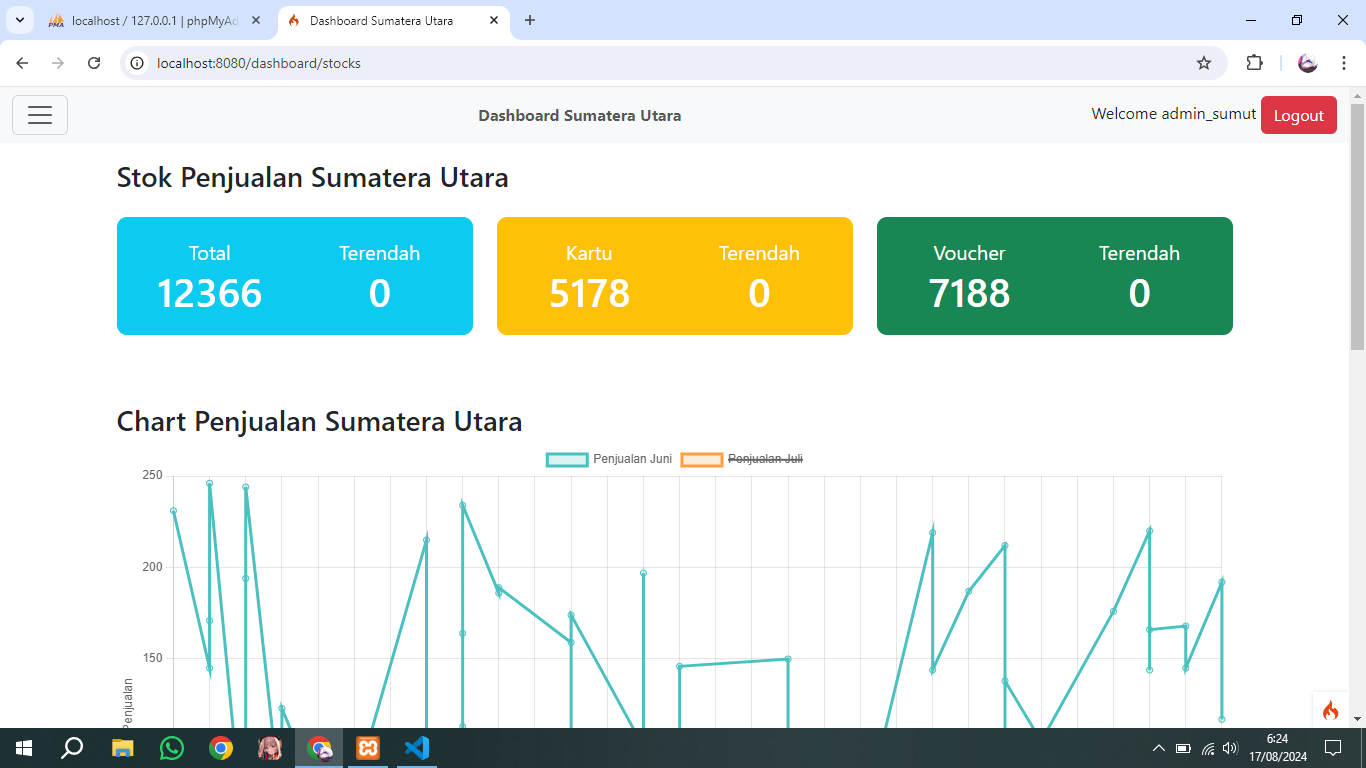 localhost / 127.0.0.1 | phpMyAd
Dashboard Sumatera Utara
localhost:8080/dashboard/stocks
Dashboard Sumatera Utara
Welcome admin_sumut
Logout
Stok Penjualan Sumatera Utara
Total Terendah
12366 0
Kartu Terendah
5178 0
Voucher Terendah
7188 0
Chart Penjualan Sumatera Utara
Penjualan Juni Penjualan Juli
250
200
150
Penjualan
6:24
17/08/2024